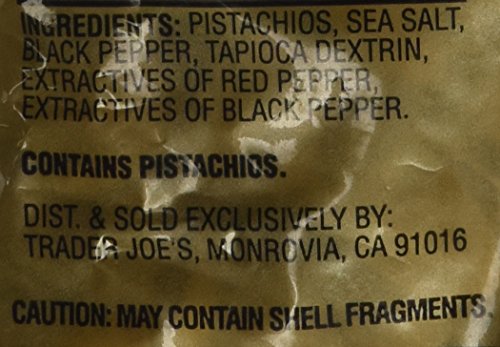 INGREDIENTS: PISTACHIOS, SEA SALT,
BLACK PEPPER, TAPIOCA DEXTRIN,
EXTRACTIVES OF RED PEPPER,
EXTRACTIVES OF BLACK PEPPER.
CONTAINS PISTACHIOS.
DIST. & SOLD EXCLUSIVELY BY:
TRADER JOE'S, MONROVIA, CA 91016
CAUTION: MAY CONTAIN SHELL FRAGMENTS.